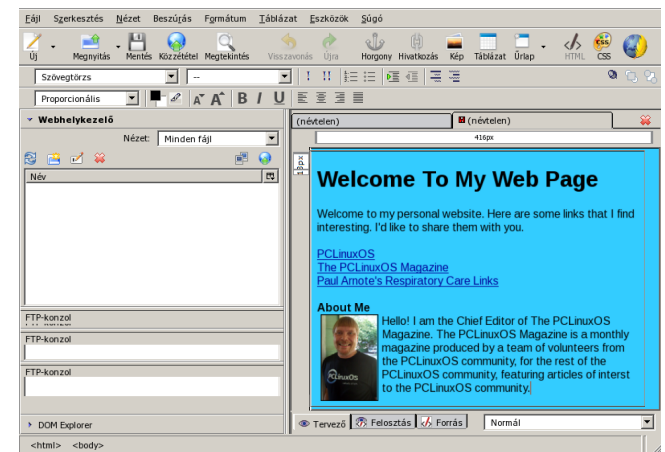 Fájl Szerkesztés Nézet Beszúrás Formátum Táblázat Eszközök Súgó
Új Megnyitás Mentés Közzététel Megtekintés Visszavonás Újra Horgony Hivatkozás Kép Táblázat Űrlap HTML CSS
Szövegtörzs --
Proporcionális A A B I U
Webhelykezelő
(névtelen) (névtelen)
Nézet: Minden fájl
416px
Név
Welcome To My Web Page
Welcome to my personal website. Here are some links that I find
interesting. I'd like to share them with you.
PCLinuxOS
The PCLinuxOS Magazine
Paul Arnote's Respiratory Care Links
About Me
Hello! I am the Chief Editor of The PCLinuxOS
Magazine. The PCLinuxOS Magazine is a monthly
magazine produced by a team of volunteers from
the PCLinuxOS community, for the rest of the
PCLinuxOS community, featuring articles of interst
to the PCLinuxOS community.
PCLinuxOS
FTP-konzol
FTP-konzol
FTP-konzol
DOM Explorer
Tervező Felosztás Forrás Normál
<html> <body>